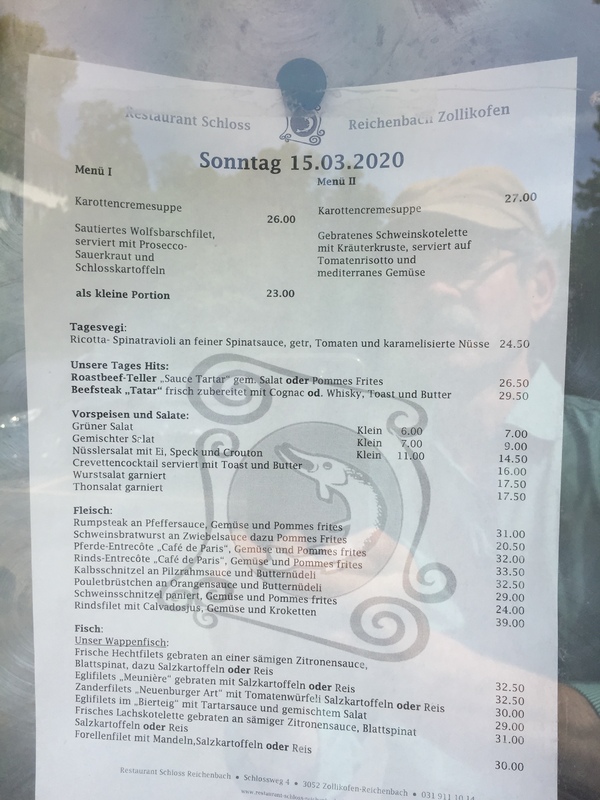 Restaurant Schloss Reichenbach Zollikofen
Sonntag 15.03.2020
Menü I
Karottencremesuppe
26.00
Sautiertes Wolfsbarschfilet,
serviert mit Prosecco-
Sauerkraut und
Schlosskartoffeln
als kleine Portion 23.00
Menü II
27.00
Karottencremesuppe
Gebratenes Schweinskotelette
mit Kräuterkruste, serviert auf
Tomatenrisotto und
mediterranes Gemüse
Tagesvegi:
Ricotta- Spinatravioli an feiner Spinatsauce, getr, Tomaten und karamelisierte Nüsse 24.50
Unsere Tages Hits:
Roastbeef-Teller „Sauce Tartar" gem. Salat oder Pommes Frites 26.50
Beefsteak „Tatar" frisch zubereitet mit Cognac od. Whisky, Toast und Butter 29.50
Vorspeisen und Salate:
Grüner Salat Klein 6.00 7.00
Gemischter Salat Klein 7.00 9.00
Nüsslersalat mit Ei, Speck und Crouton Klein 11.00 14.50
Crevettencocktail serviert mit Toast und Butter 16.00
Wurstsalat garniert 17.50
Thonsalat garniert 17.50
Fleisch:
Rumpsteak an Pfeffersauce, Gemüse und Pommes frites 31.00
Schweinsbratwurst an Zwiebelsauce dazu Pommes Frites 20.50
Pferde-Entrecôte „Café de Paris", Gemüse und Pommes frites 32.00
Rinds-Entrecôte „Café de Paris", Gemüse und Pommes frites 33.50
Kalbsschnitzel an Pilzrahmsauce und Butternüdeli 32.50
Pouletbrüstchen an Orangensauce und Butternüdeli 29.00
Schweinsschnitzel paniert, Gemüse und Pommes frites 24.00
Rindsfilet mit Calvadosjus, Gemüse und Kroketten 39.00
Fisch:
Unser Wappenfisch:
Frische Hechtfilets gebraten an einer sämigen Zitronensauce,
Blattspinat, dazu Salzkartoffeln oder Reis 32.50
Eglifilets „Meunière" gebraten mit Salzkartoffeln oder Reis 32.50
Zanderfilets „Neuenburger Art" mit Tomatenwürfeli Salzkartoffeln oder Reis 30.00
Eglifilets im „Bierteig" mit Tartarsauce und gemischtem Salat 29.00
Frisches Lachskotelette gebraten an sämiger Zitronensauce, Blattspinat 31.00
Salzkartoffeln oder Reis
Forellenfilet mit Mandeln,Salzkartoffeln oder Reis 30.00
Restaurant Schloss Reichenbach • Schlossweg 4 • 3052 Zollikofen-Reichenbach • 031 911 10 14